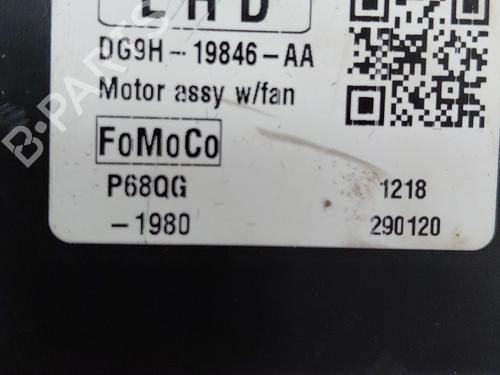 LHD
DG9H-19846-AA
Motor assy w/fan
FoMoCo
P68QG 1218
-1980 290120
B-PARTS